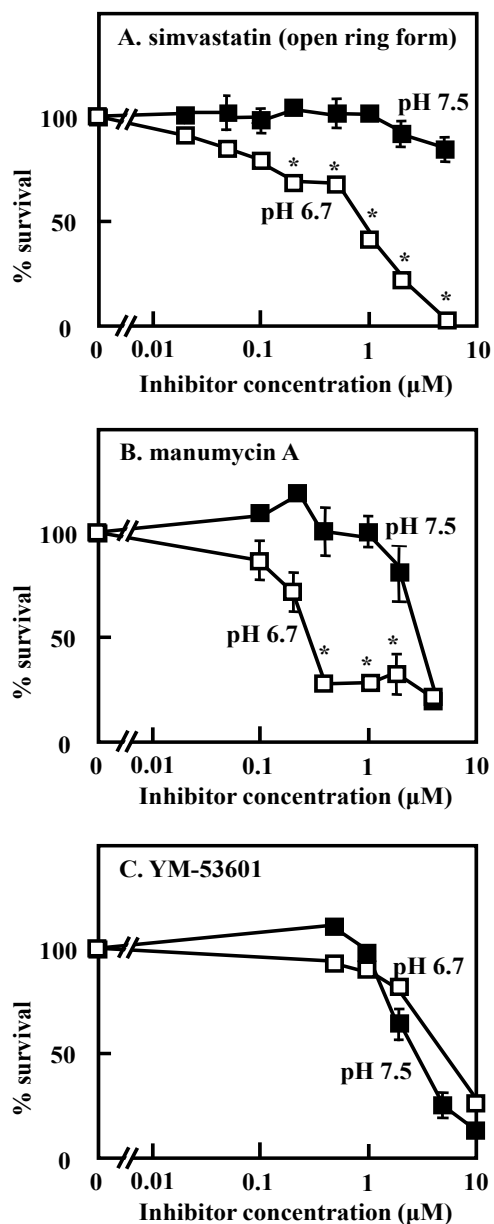 A. simvastatin (open ring form)
pH 7.5
100
* *
pH 6.7
*
50
*
*
0
0 0.01 0.1 1 10
Inhibitor concentration (μM)
% survival
B. manumycin A
pH 7.5
100
pH 6.7
* * *
50
0
0 0.01 0.1 1 10
Inhibitor concentration (μM)
% survival
C. YM-53601
100
pH 6.7
50
pH 7.5
0
0 0.01 0.1 1 10
Inhibitor concentration (μM)
% survival